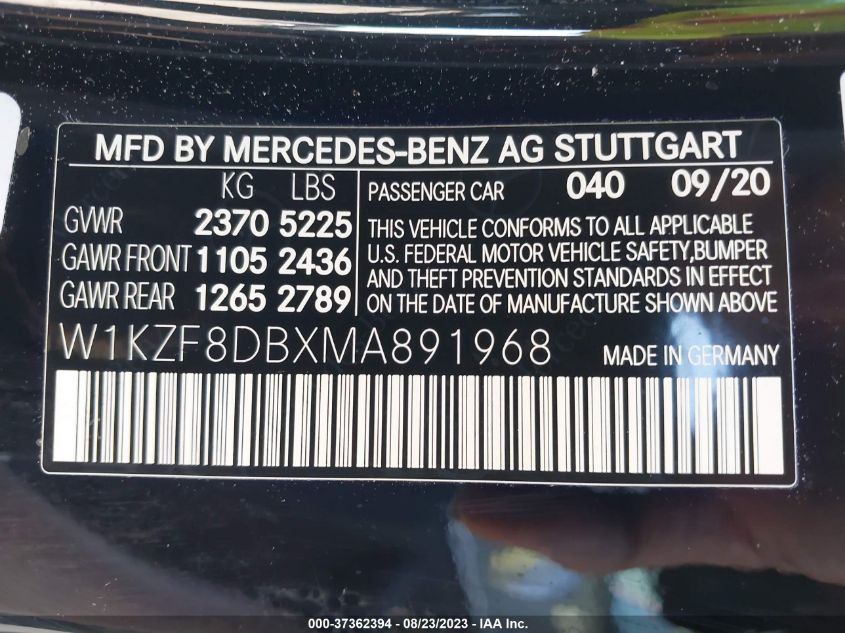 MFD BY MERCEDES-BENZ AG STUTTGART
KG LBS
GVWR 2370 5225
GAWR FRONT 1105 2436
GAWR REAR 1265 2789
PASSENGER CAR 040 09/20
THIS VEHICLE CONFORMS TO ALL APPLICABLE
U.S. FEDERAL MOTOR VEHICLE SAFETY,BUMPER
AND THEFT PREVENTION STANDARDS IN EFFECT
ON THE DATE OF MANUFACTURE SHOWN ABOVE
W1KZF8DBXMA891968
MADE IN GERMANY
000-37362394 - 08/23/2023 - IAA Inc.